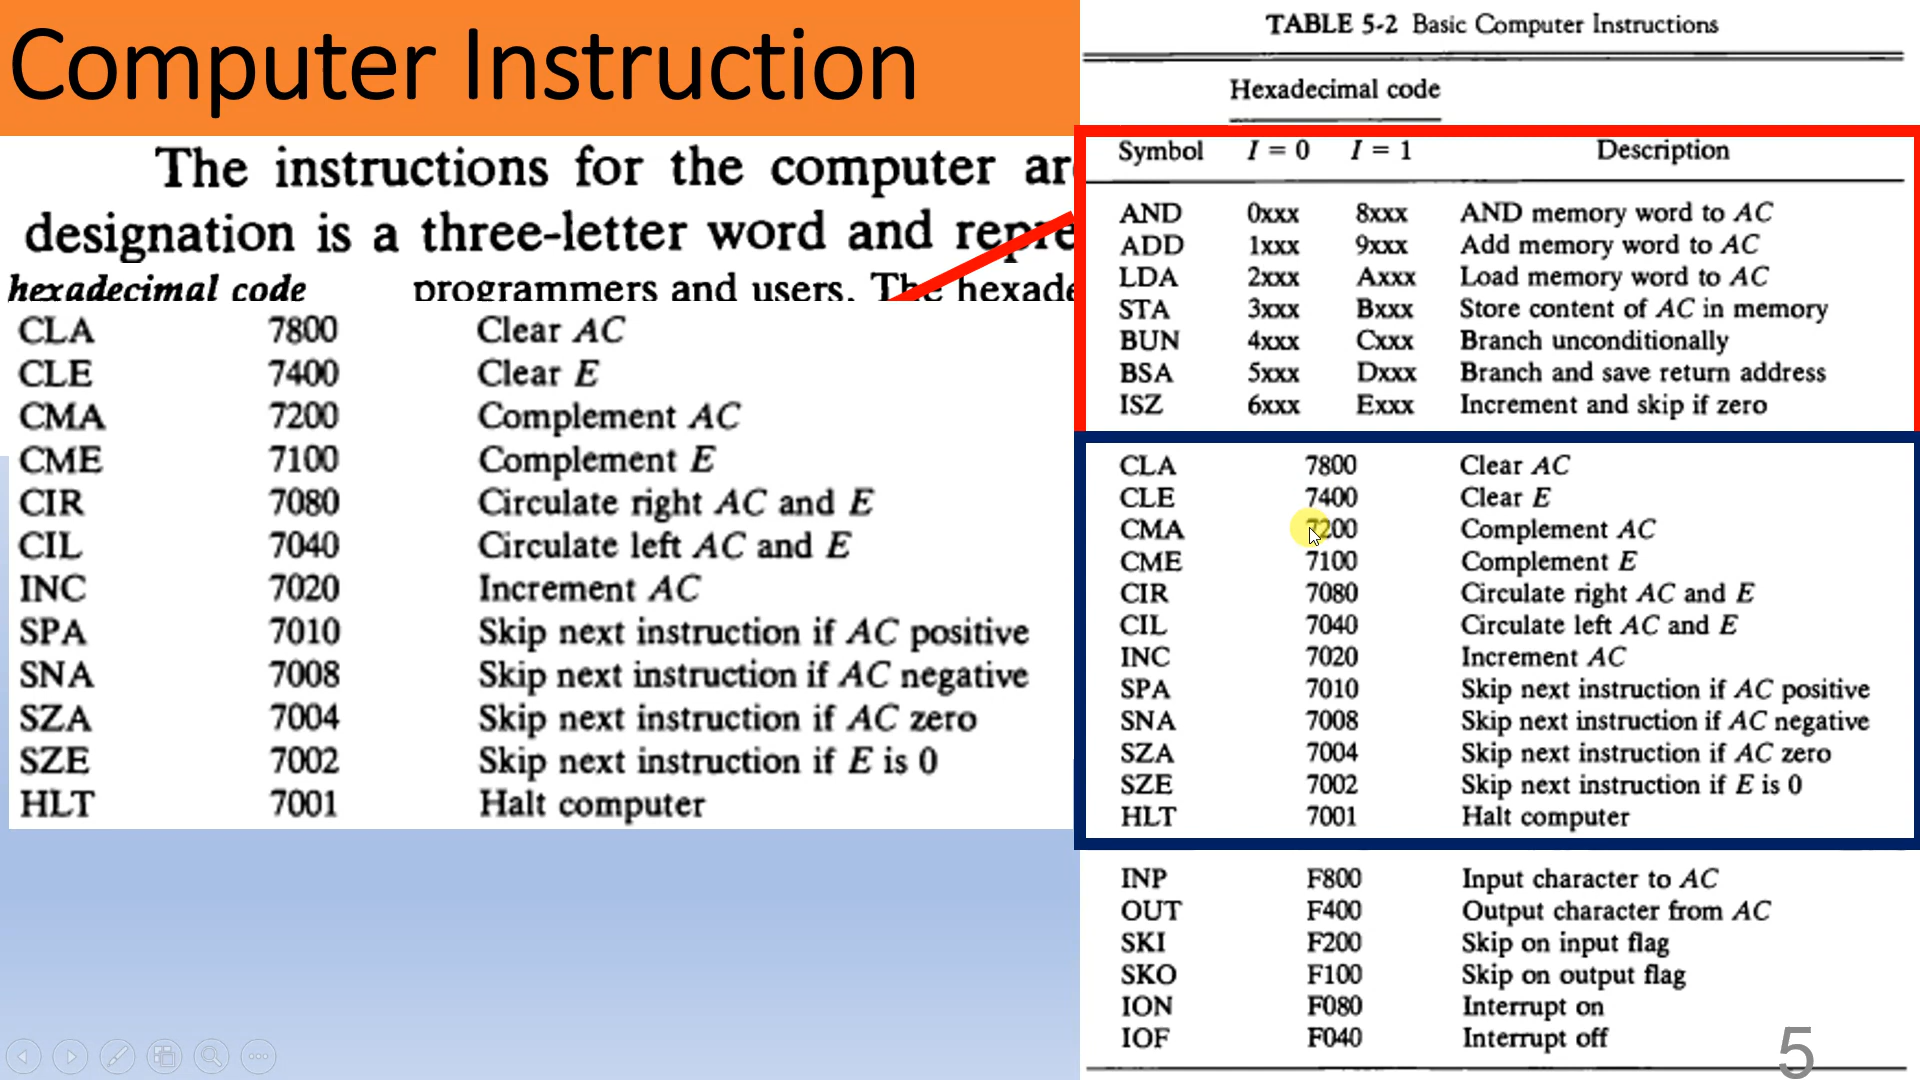 Computer Instruction
The instructions for the computer
designation is a three-letter word and
hexadecimal code programmers and users. The
CLA 7800 Clear AC
CLE 7400 Clear E
CMA 7200 Complement AC
CME 7100 Complement E
CIR 7080 Circulate right AC and E
CIL 7040 Circulate left AC and E
INC 7020 Increment AC
SPA 7010 Skip next instruction if AC positive
SNA 7008 Skip next instruction if AC negative
SZA 7004 Skip next instruction if AC zero
SZE 7002 Skip next instruction if E is 0
HLT 7001 Halt computer
TABLE 5-2 Basic Computer Instructions
Hexadecimal code
Symbol I = 0 I = 1 Description
AND 0xxx 8xxx AND memory word to AC
ADD 1xxx 9xxx Add memory word to AC
LDA 2xxx Axxx Load memory word to AC
STA 3xxx Bxxx Store content of AC in memory
BUN 4xxx Cxxx Branch unconditionally
BSA 5xxx Dxxx Branch and save return address
ISZ 6xxx Exxx Increment and skip if zero
CLA 7800 Clear AC
CLE 7400 Clear E
CMA 7200 Complement AC
CME 7100 Complement E
CIR 7080 Circulate right AC and E
CIL 7040 Circulate left AC and E
INC 7020 Increment AC
SPA 7010 Skip next instruction if AC positive
SNA 7008 Skip next instruction if AC negative
SZA 7004 Skip next instruction if AC zero
SZE 7002 Skip next instruction if E is 0
HLT 7001 Halt computer
INP F800 Input character to AC
OUT F400 Output character from AC
SKI F200 Skip on input flag
SKO F100 Skip on output flag
ION F080 Interrupt on
IOF F040 Interrupt off
5